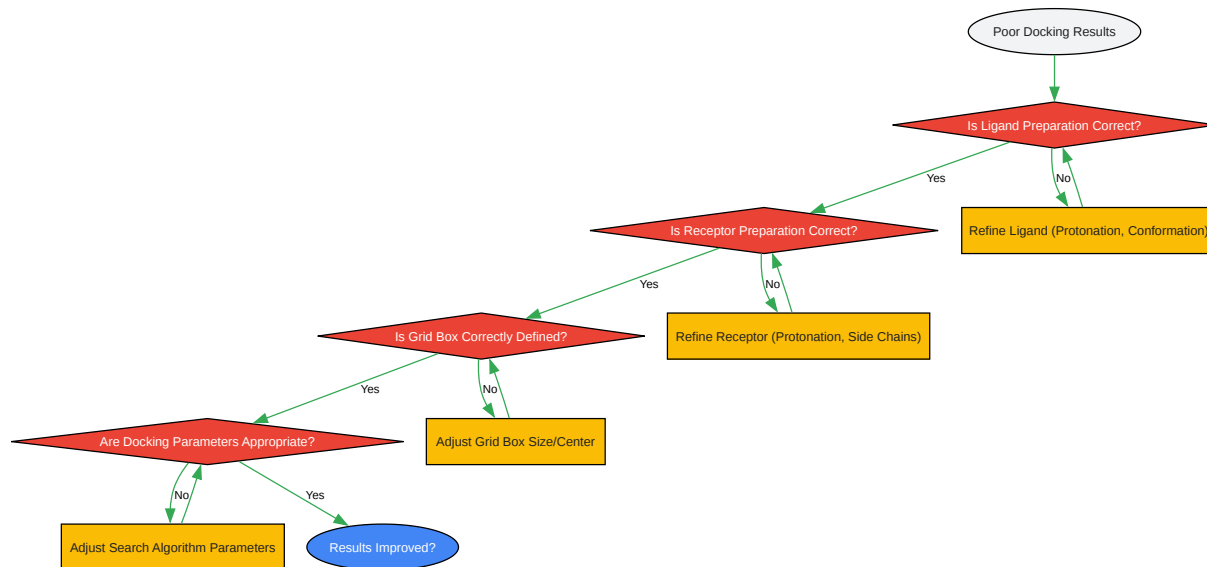 Poor Docking Results
Is Ligand Preparation Correct?
Yes
No
Is Receptor Preparation Correct?
Refine Ligand (Protonation, Conformation)
Yes
No
Is Grid Box Correctly Defined?
Refine Receptor (Protonation, Side Chains)
Yes
No
Are Docking Parameters Appropriate?
Adjust Grid Box Size/Center
No
Yes
Adjust Search Algorithm Parameters
Results Improved?